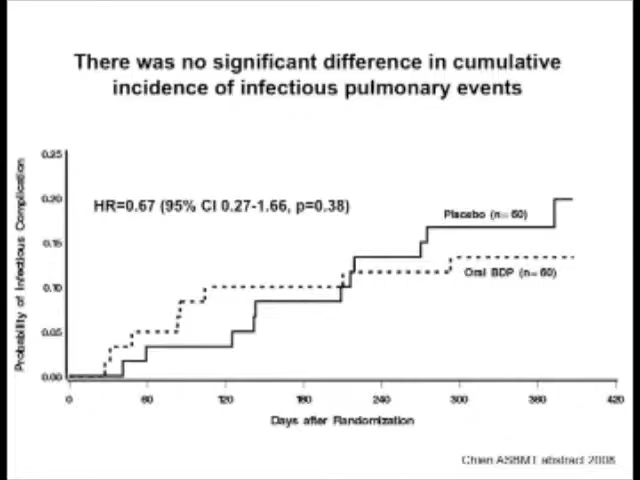 There was no significant difference in cumulative
incidence of infectious pulmonary events
Probability of Infectious Complication
0.25
0.20
0.15
0.10
0.05
0.00
HR=0.67 (95% CI 0.27-1.66, p=0.38)
Placebo (n=60)
Oral BDP (n=60)
0 60 120 180 240 300 360 420
Days after Randomization
Chien ASBMT abstract 2008